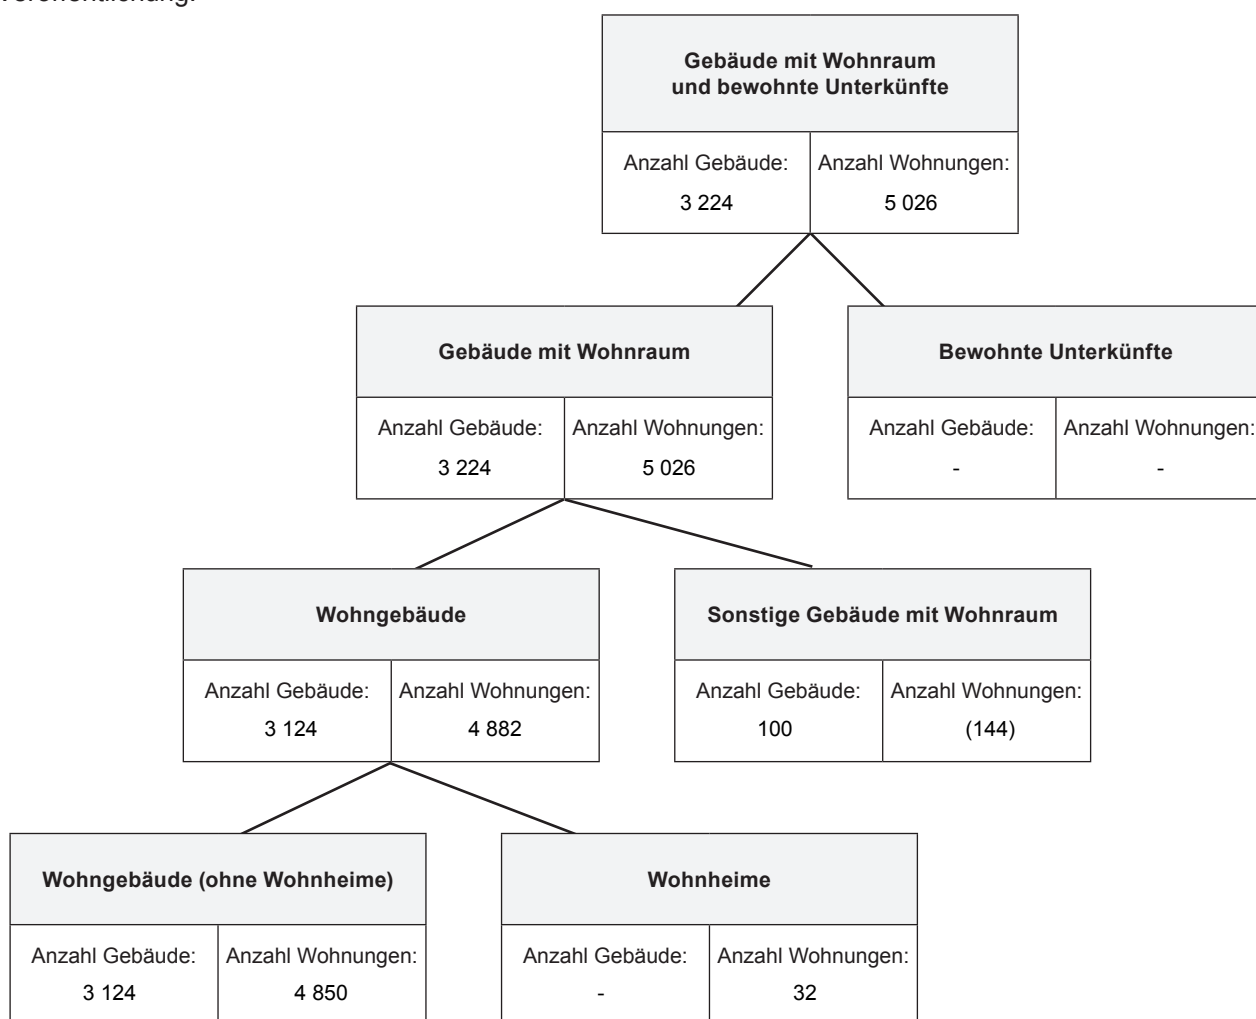 Veröffentlichung.
Gebäude mit Wohnraum
und bewohnte Unterkünfte
Anzahl Gebäude: Anzahl Wohnungen:
3 224 5 026
Gebäude mit Wohnraum Bewohnte Unterkünfte
Anzahl Gebäude: Anzahl Wohnungen: Anzahl Gebäude: Anzahl Wohnungen:
3 224 5 026 - -
Wohngebäude Sonstige Gebäude mit Wohnraum
Anzahl Gebäude: Anzahl Wohnungen: Anzahl Gebäude: Anzahl Wohnungen:
3 124 4 882 100 (144)
Wohngebäude (ohne Wohnheime) Wohnheime
Anzahl Gebäude: Anzahl Wohnungen: Anzahl Gebäude: Anzahl Wohnungen:
3 124 4 850 - 32